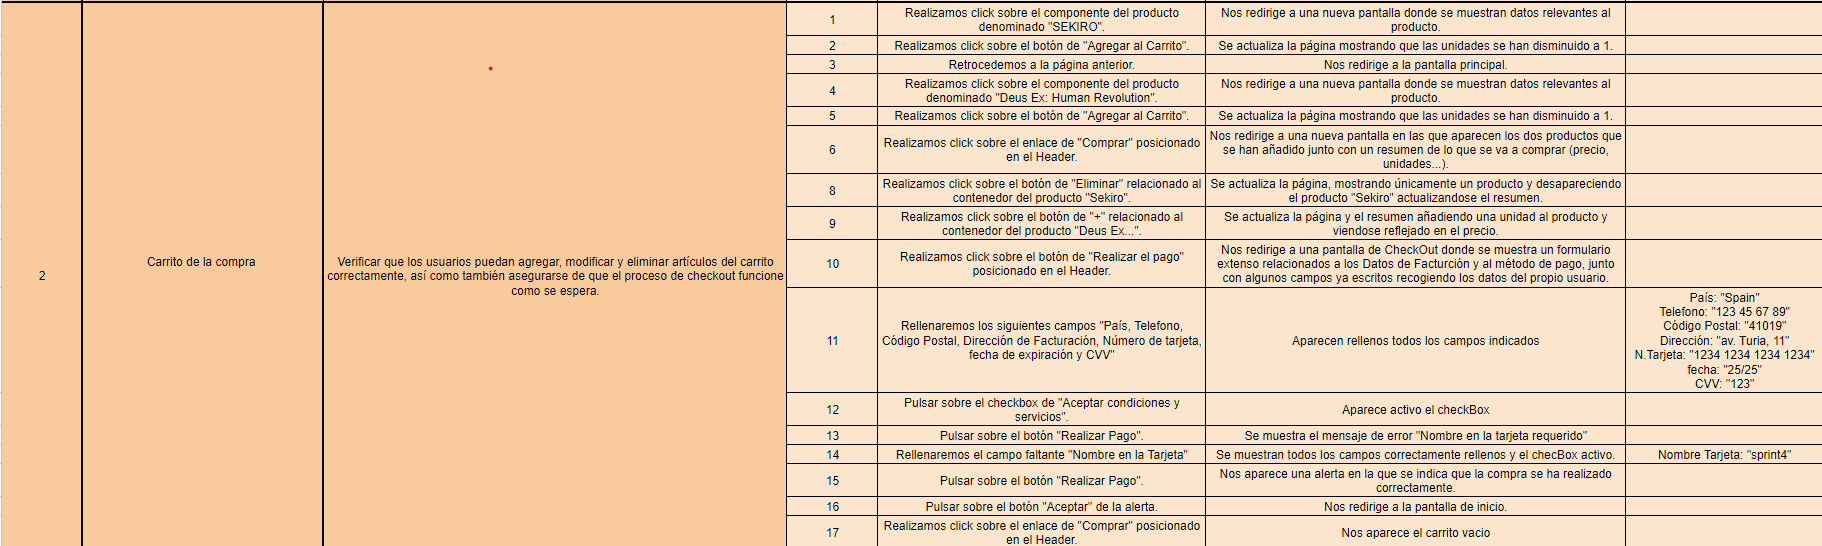 1
Realizamos click sobre el componente del producto
denominado "SEKIRO".
Nos redirige a una nueva pantalla donde se muestran datos relevantes al
producto.
2
Realizamos click sobre el botón de "Agregar al Carrito".
Se actualiza la página mostrando que las unidades se han disminuido a 1.
3
Retrocedemos a la página anterior.
Nos redirige a la pantalla principal.
4
Realizamos click sobre el componente del producto
denominado "Deus Ex: Human Revolution".
Nos redirige a una nueva pantalla donde se muestran datos relevantes al
producto.
5
Realizamos click sobre el botón de "Agregar al Carrito".
Se actualiza la página mostrando que las unidades se han disminuido a 1.
6
Realizamos click sobre el enlace de "Comprar" posicionado
en el Header.
Nos redirige a una nueva pantalla en las que aparecen los dos productos que
se han añadido junto con un resumen de lo que se va a comprar (precio,
unidades...).
8
Realizamos click sobre el botón de "Eliminar" relacionado al
contenedor del producto "Sekiro".
Se actualiza la página, mostrando únicamente un producto y desapareciendo
el producto "Sekiro" actualizandose el resumen.
9
Realizamos click sobre el botón de "+" relacionado al
contenedor del producto "Deus Ex...".
Se actualiza la página y el resumen añadiendo una unidad al producto y
viendose reflejado en el precio.
2
Carrito de la compra
Verificar que los usuarios puedan agregar, modificar y eliminar artículos del carrito
correctamente, así como también asegurarse de que el proceso de checkout funcione
como se espera.
10
Realizamos click sobre el botón de "Realizar el pago"
posicionado en el Header.
Nos redirige a una pantalla de CheckOut donde se muestra un formulario
extenso relacionados a los Datos de Facturción y al método de pago, junto
con algunos campos ya escritos recogiendo los datos del propio usuario.
11
Rellenaremos los siguientes campos "País, Telefono,
Código Postal, Dirección de Facturación, Número de tarjeta,
fecha de expiración y CVV"
Aparecen rellenos todos los campos indicados
País: "Spain"
Telefono: "123 45 67 89"
Código Postal: "41019"
Dirección: "av. Turia, 11"
N.Tarjeta: "1234 1234 1234 1234"
fecha: "25/25"
CVV: "123"
12
Pulsar sobre el checkbox de "Aceptar condiciones y
servicios".
Aparece activo el checkBox
13
Pulsar sobre el botón "Realizar Pago".
Se muestra el mensaje de error "Nombre en la tarjeta requerido"
14
Rellenaremos el campo faltante "Nombre en la Tarjeta"
Se muestran todos los campos correctamente rellenos y el checBox activo.
Nombre Tarjeta: "sprint4"
15
Pulsar sobre el botón "Realizar Pago".
Nos aparece una alerta en la que se indica que la compra se ha realizado
correctamente.
16
Pulsar sobre el botón "Aceptar" de la alerta.
Nos redirige a la pantalla de inicio.
17
Realizamos click sobre el enlace de "Comprar" posicionado
en el Header.
Nos aparece el carrito vacio